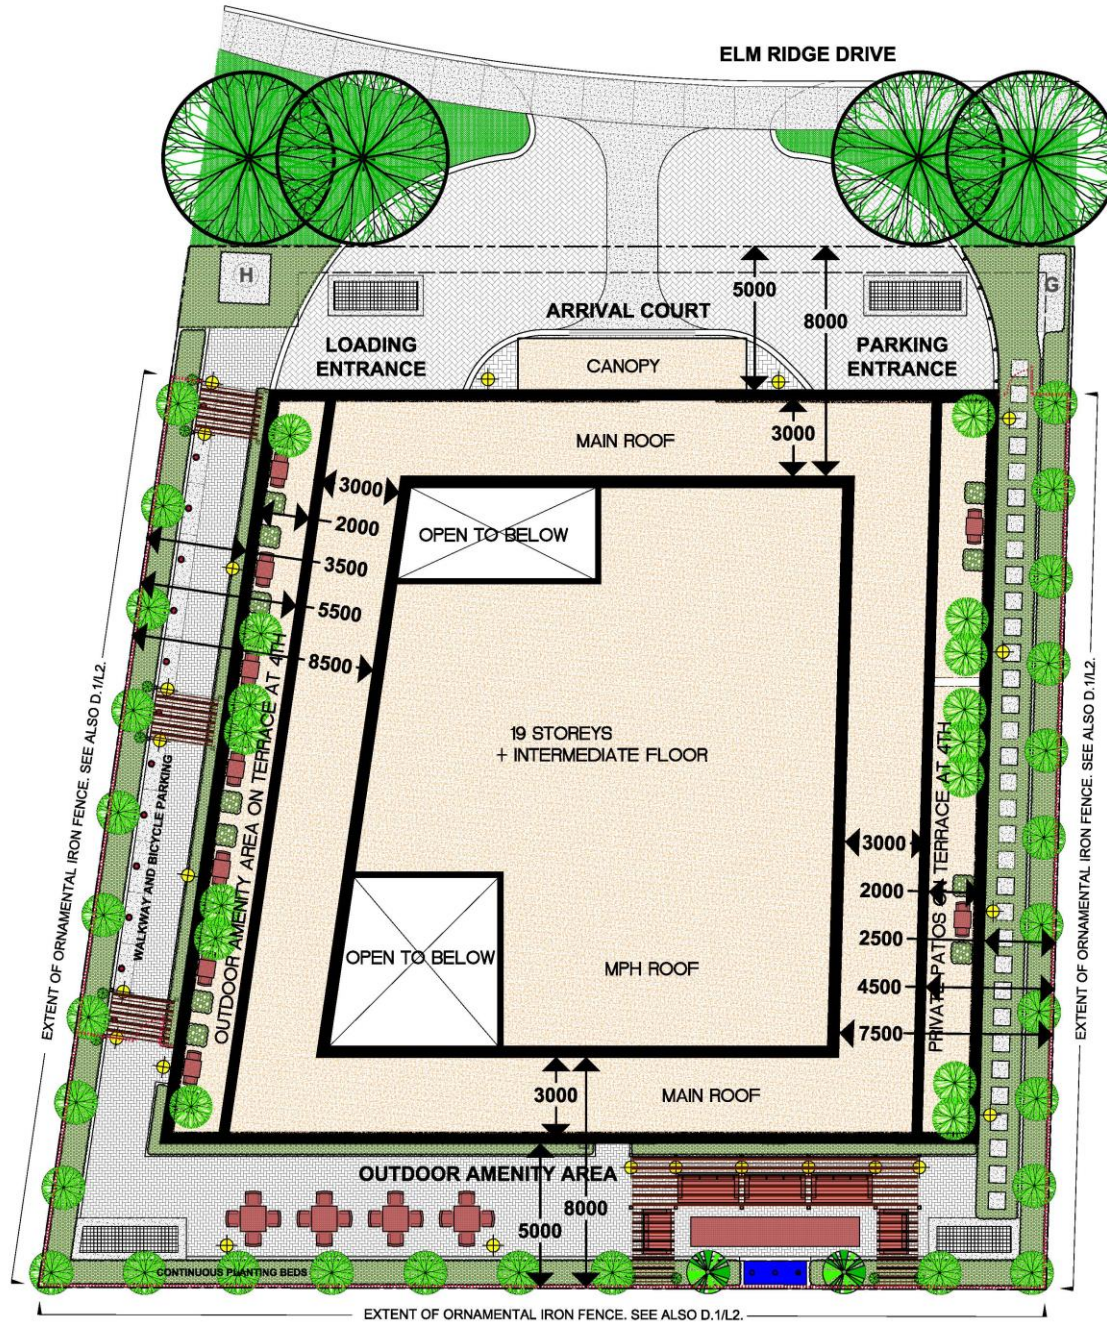 ELM RIDGE DRIVE
H
G
5000
8000
ARRIVAL COURT
LOADING
ENTRANCE
PARKING
ENTRANCE
CANOPY
MAIN ROOF
3000
3000
2000
3500
5500
8500
OPEN TO BELOW
19 STOREYS
+ INTERMEDIATE FLOOR
OUTDOOR AMENITY AREA ON TERRACE AT 4TH
WALKWAY AND BICYCLE PARKING
EXTENT OF ORNAMENTAL IRON FENCE. SEE ALSO D.1/L2.
EXTENT OF ORNAMENTAL IRON FENCE. SEE ALSO D.1/L2.
PRIVATE PATIOS ON TERRACE AT 4TH
3000
2000
2500
4500
7500
OPEN TO BELOW
MPH ROOF
3000
MAIN ROOF
OUTDOOR AMENITY AREA
8000
5000
CONTINUOUS PLANTING BEDS
EXTENT OF ORNAMENTAL IRON FENCE. SEE ALSO D.1/L2.